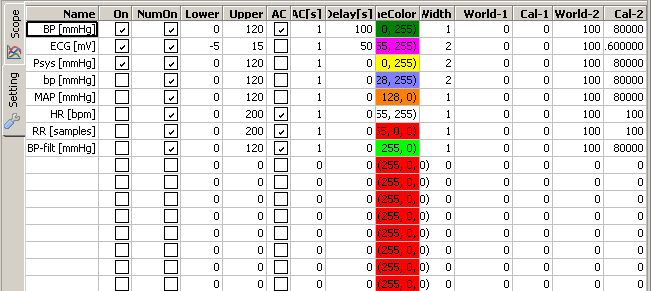 Scope
Setting
Name On NumOn Lower Upper AC AC[s] Delay[s] neColor Width World-1 Cal-1 World-2 Cal-2
BP [mmHg] 0 120 1 100 0, 255) 1 0 0 100 80000
ECG [mV] -5 15 1 50 55, 255) 2 0 0 100 .600000
Psys [mmHg] 0 120 1 0 0, 255) 2 0 0 100 80000
bp [mmHg] 0 120 1 0 28, 255) 2 0 0 100 80000
MAP [mmHg] 0 120 1 0 128, 0) 1 0 0 100 80000
HR [bpm] 0 200 1 0 55, 255) 1 0 0 100 100
RR [samples] 0 200 1 0 55, 0, 0) 1 0 0 100 100
BP-filt [mmHg] 0 120 1 0 255, 0) 1 0 0 100 80000
0 0 0 0 (255, 0, 0) 0 0 0 0
0 0 0 0 (255, 0, 0) 0 0 0 0
0 0 0 0 (255, 0, 0) 0 0 0 0
0 0 0 0 (255, 0, 0) 0 0 0 0
0 0 0 0 (255, 0, 0) 0 0 0 0
0 0 0 0 (255, 0, 0) 0 0 0 0
0 0 0 0 (255, 0, 0) 0 0 0 0
0 0 0 0 (255, 0, 0) 0 0 0 0